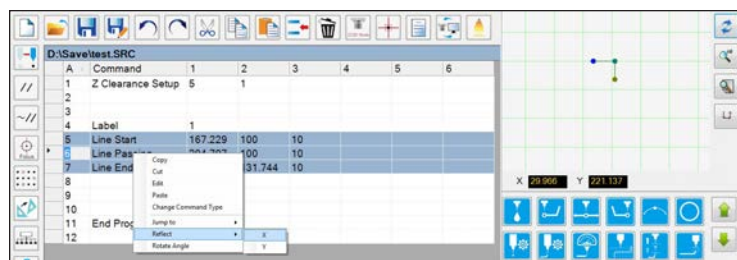 D:\Save\test.SRC
A Command 1 2 3 4 5 6
1 Z Clearance Setup 5 1
2
3
4 Label 1
5 Line Start 167.229 100 10
6 Line Passing 100 10
7 Line End 31.744 10
8
9
10
11 End Prog
12
Copy
Cut
Edit
Paste
Change Command Type
Jump to
Reflect
Rotate Angle
X
Y
Focus
X 29.966 Y 221.137